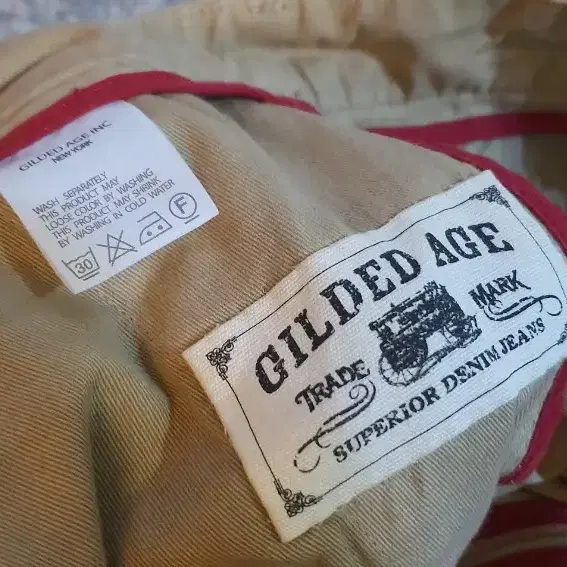 GILDED AGE INC
NEW YORK
WASH SEPARATELY
THIS PRODUCT MAY
LOOSE COLOR BY WASHING
THIS PRODUCT MAY SHRINK
BY WASHING IN COLD WATER
30
F
GILDED AGE
TRADE MARK
SUPERIOR DENIM JEANS